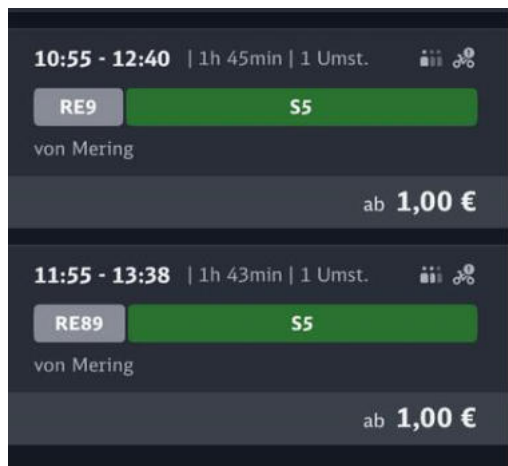 10:55 - 12:40 | 1h 45min | 1 Umst.
RE9 S5
von Mering
ab 1,00 €
11:55 - 13:38 | 1h 43min | 1 Umst.
RE89 S5
von Mering
ab 1,00 €